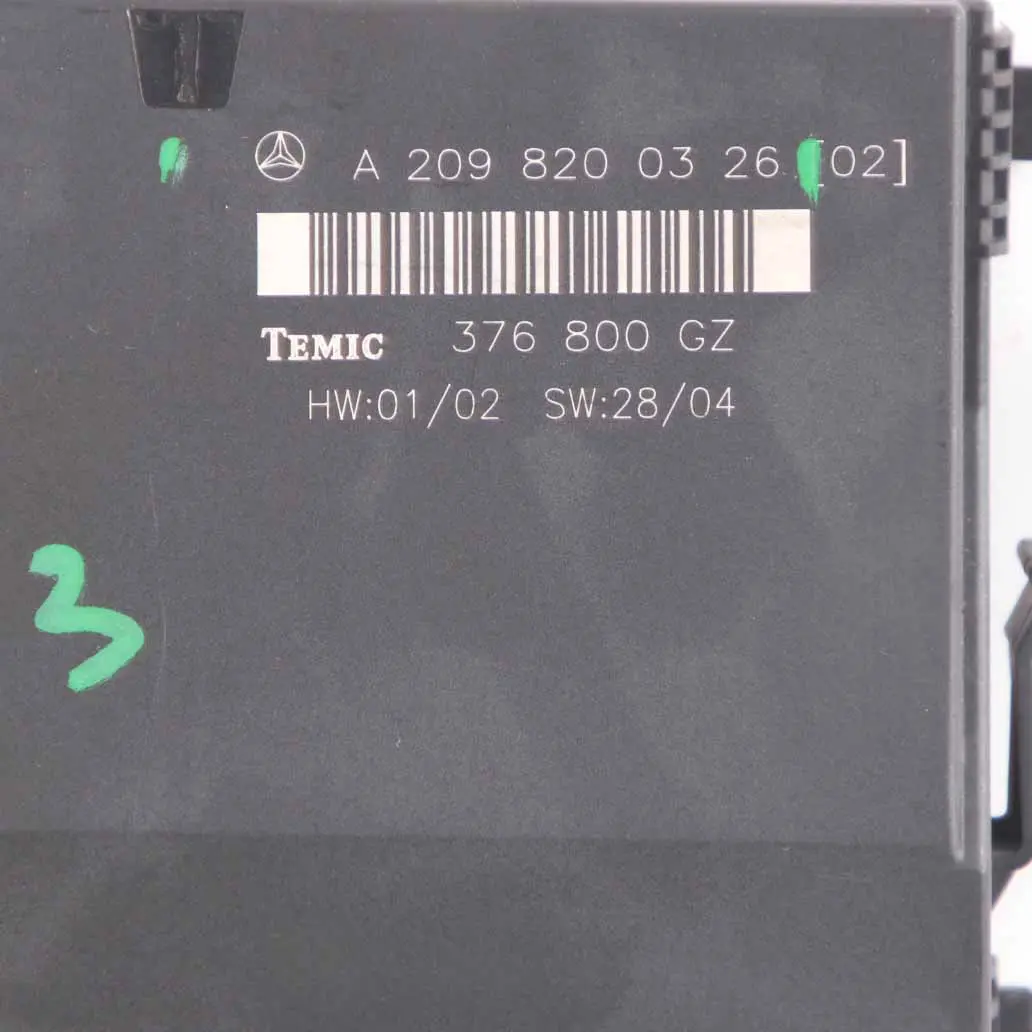 A 209 820 03 26 [02]
TEMIC 376 800 GZ
HW:01/02 SW:28/04
3